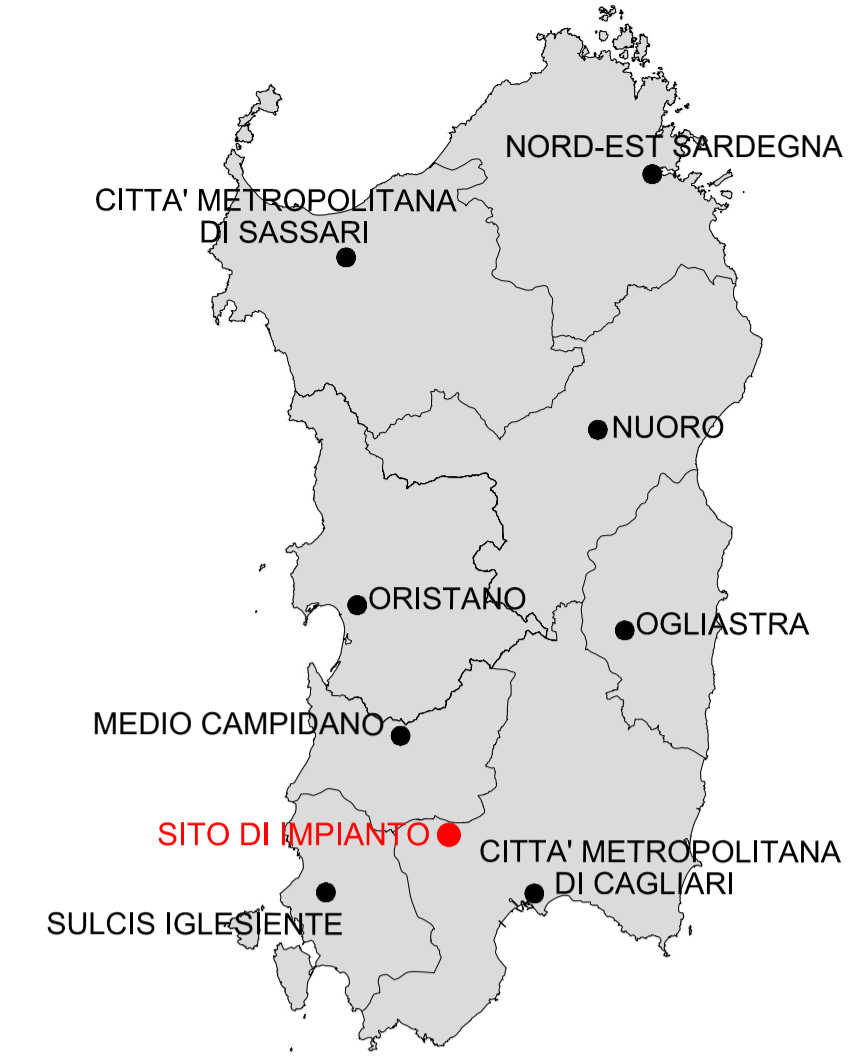 NORD-EST SARDEGNA
CITTA' METROPOLITANA
DI SASSARI
NUORO
ORISTANO
OGLIASTRA
MEDIO CAMPIDANO
SITO DI IMPIANTO
CITTA' METROPOLITANA
DI CAGLIARI
SULCIS IGLESIENTE